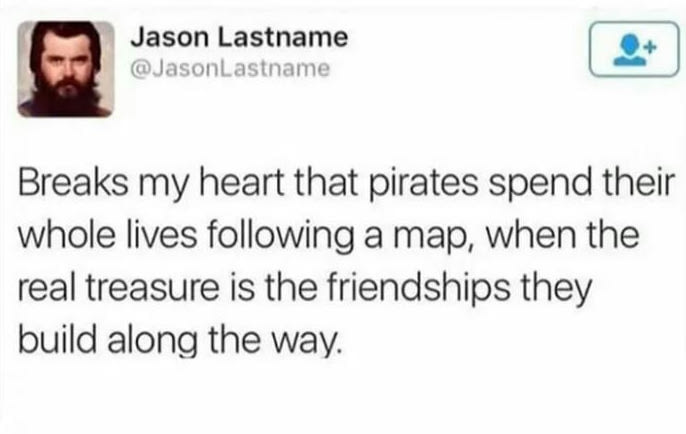 Jason Lastname
@JasonLastname
Breaks my heart that pirates spend their
whole lives following a map, when the
real treasure is the friendships they
build along the way.